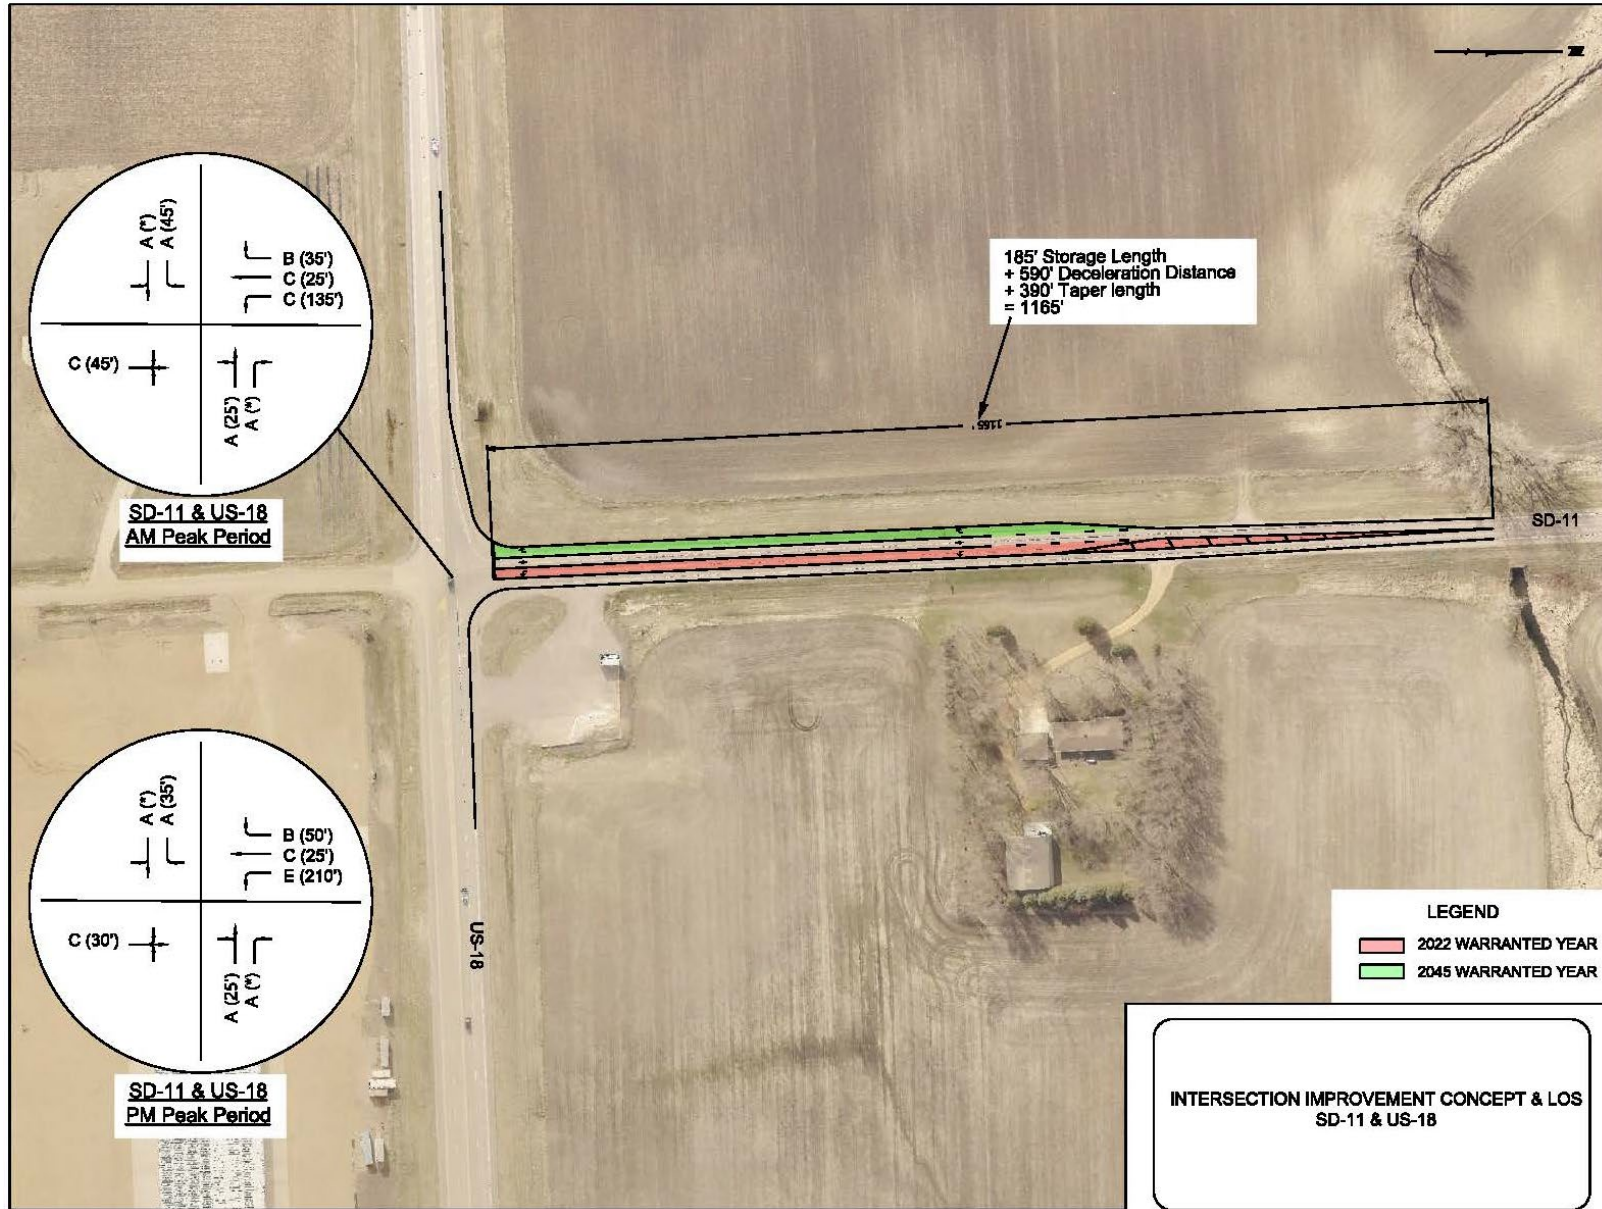 A (*)
A (45')
B (35')
C (25')
C (135')
C (45')
A (25')
A (*)
SD-11 & US-18
AM Peak Period
185' Storage Length
+ 590' Deceleration Distance
+ 390' Taper length
= 1165'
1165'
SD-11
A (*)
A (35')
B (50')
C (25')
E (210')
C (30')
A (25')
A (*)
SD-11 & US-18
PM Peak Period
US-18
LEGEND
2022 WARRANTED YEAR
2045 WARRANTED YEAR
INTERSECTION IMPROVEMENT CONCEPT & LOS
SD-11 & US-18